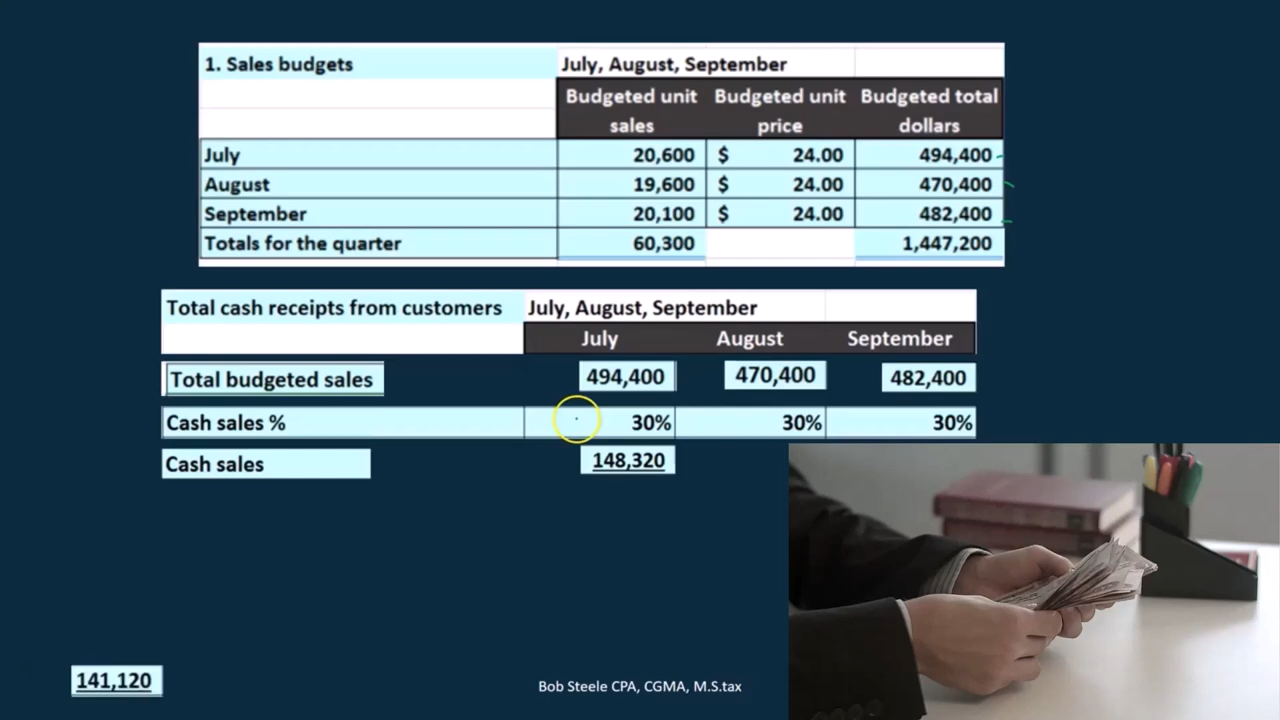 1. Sales budgets July, August, September
Budgeted unit sales Budgeted unit price Budgeted total dollars
July 20,600 $ 24.00 494,400
August 19,600 $ 24.00 470,400
September 20,100 $ 24.00 482,400
Totals for the quarter 60,300 1,447,200
Total cash receipts from customers July, August, September
July August September
Total budgeted sales 494,400 470,400 482,400
Cash sales % 30% 30% 30%
Cash sales 148,320
141,120
Bob Steele CPA, CGMA, M.S.tax